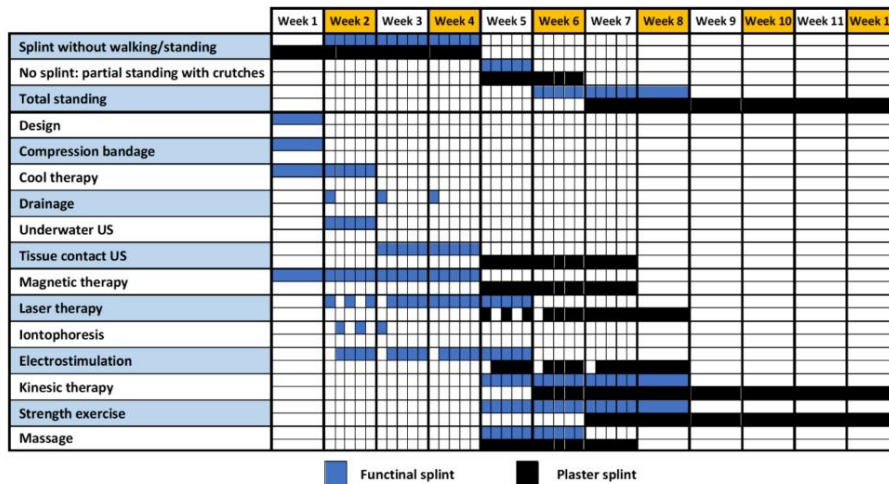 Week 1 Week 2 Week 3 Week 4 Week 5 Week 6 Week 7 Week 8 Week 9 Week 10 Week 11 Week 1
Splint without walking/standing
No splint: partial standing with crutches
Total standing
Design
Compression bandage
Cool therapy
Drainage
Underwater US
Tissue contact US
Magnetic therapy
Laser therapy
Iontophoresis
Electrostimulation
Kinesic therapy
Strength exercise
Massage
Functinal splint Plaster splint